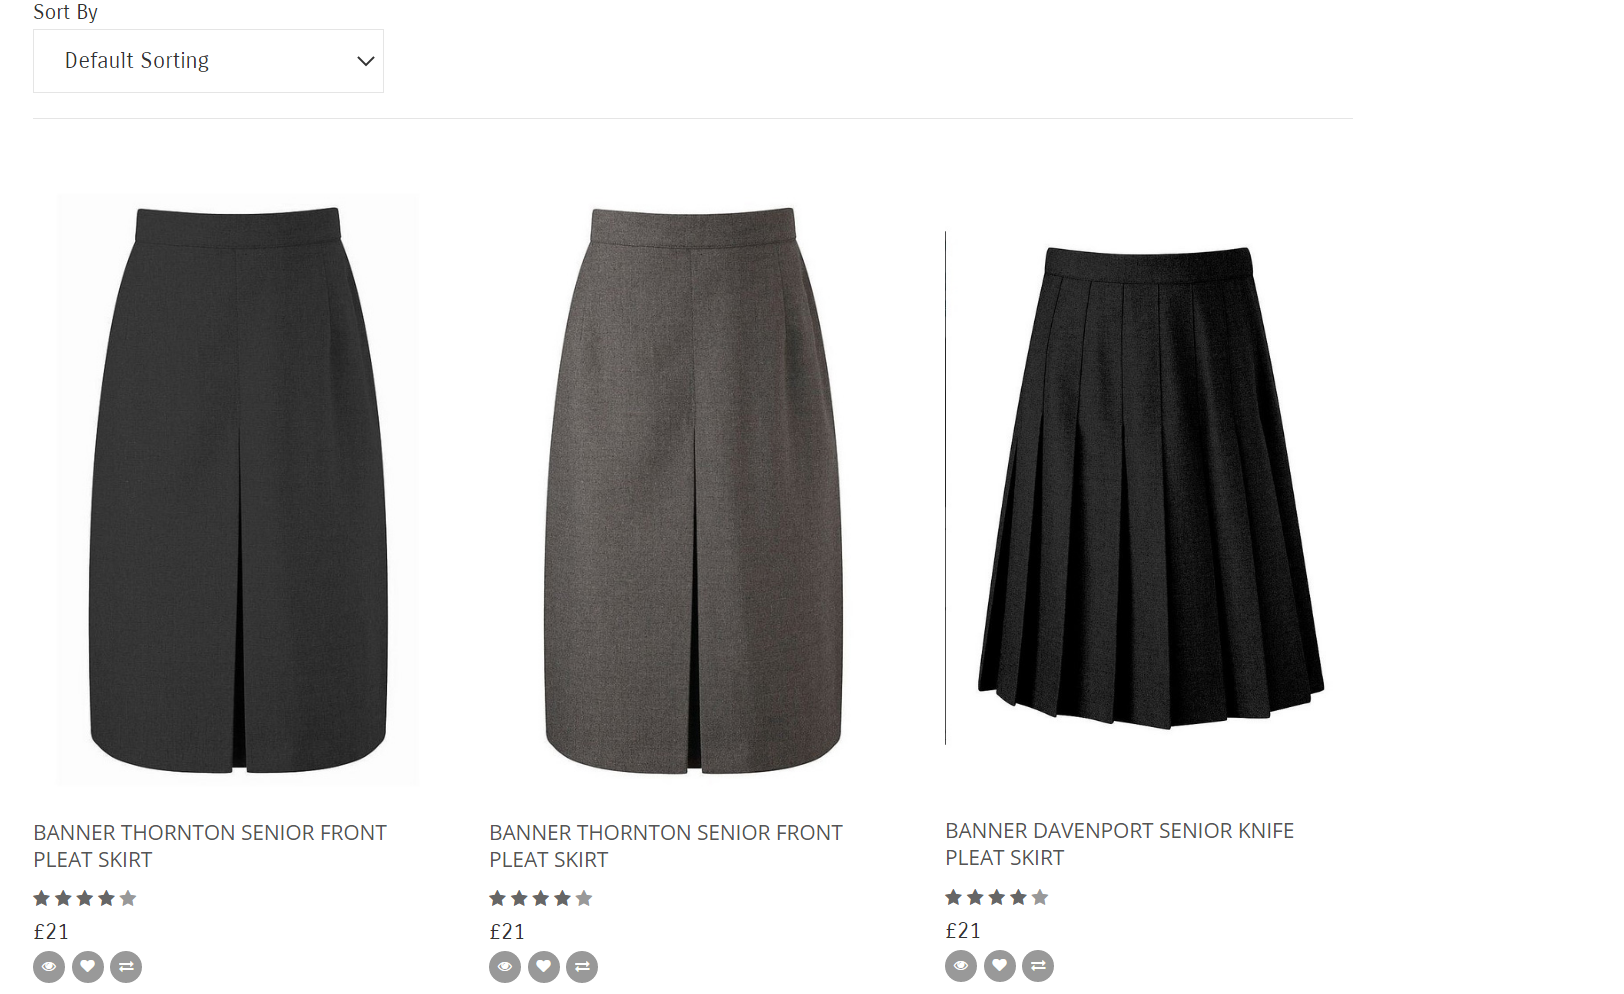 Sort By
Default Sorting
BANNER THORNTON SENIOR FRONT
PLEAT SKIRT
£21
BANNER THORNTON SENIOR FRONT
PLEAT SKIRT
£21
BANNER DAVENPORT SENIOR KNIFE
PLEAT SKIRT
£21